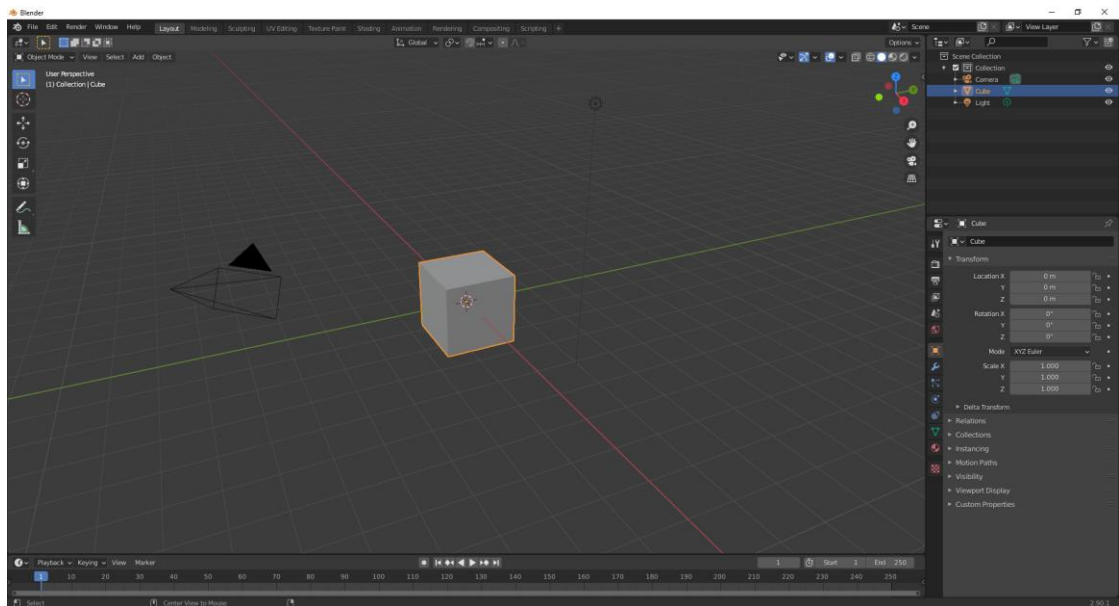 Blender
File Edit Render Window Help Layout Modeling Sculpting UV Editing Texture Paint Shading Animation Rendering Compositing Scripting + Scene View Layer
Global Options
Object Mode View Select Add Object
User Perspective
(1) Collection | Cube
X
Y
Z
Scene Collection
Collection
Camera
Cube
Light
Cube
Cube
Transform
Location X 0 m
Y 0 m
Z 0 m
Rotation X 0°
Y 0°
Z 0°
Mode XYZ Euler
Scale X 1.000
Y 1.000
Z 1.000
Delta Transform
Relations
Collections
Instancing
Motion Paths
Visibility
Viewport Display
Custom Properties
Playback Keying View Marker 1 Start 1 End 250
1 10 20 30 40 50 60 70 80 90 100 110 120 130 140 150 160 170 180 190 200 210 220 230 240 250
Select Center View to Mouse 2.90.1